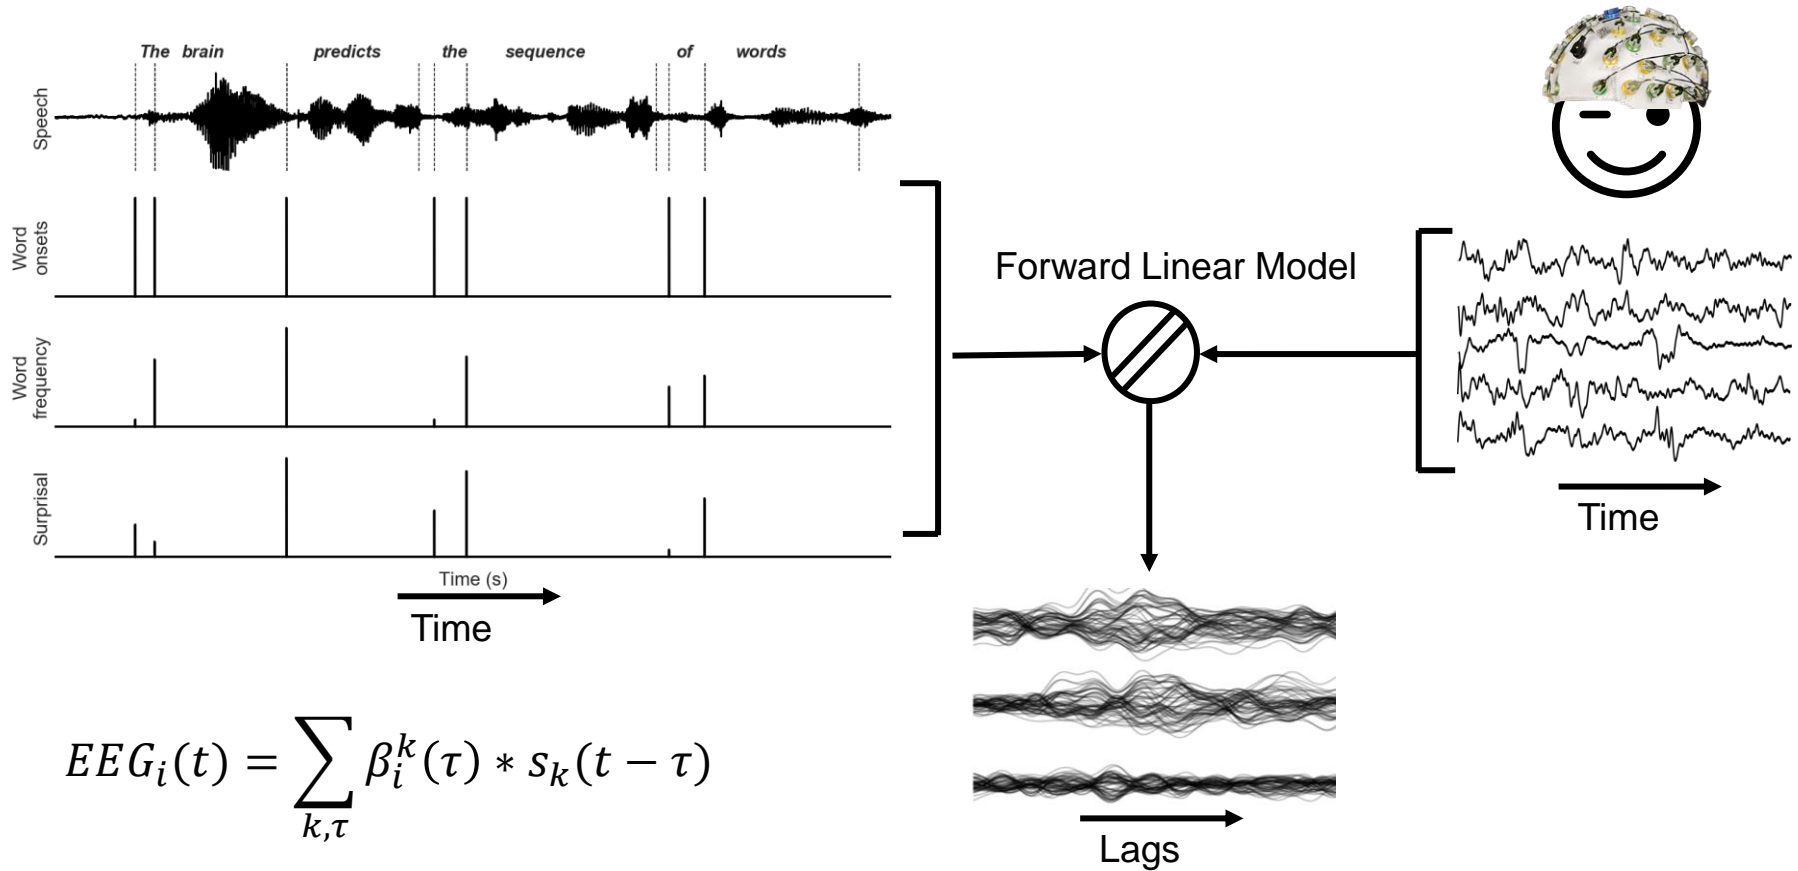 The brain predicts the sequence of words
Speech
Word
onsets
Word
frequency
Surprisal
Time (s)
Time
Forward Linear Model
Time
Lags
EEG_i(t) = ∑_{k,τ} β_i^k(τ) * s_k(t − τ)